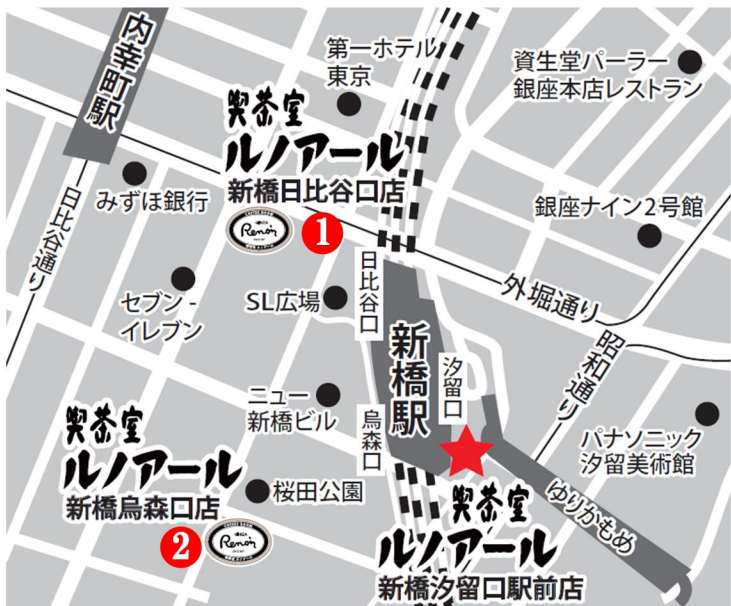 内幸町駅
第一ホテル
東京
資生堂パーラー
銀座本店レストラン
喫茶室
ルノアール
新橋日比谷口店
Renoir
1
みずほ銀行
日比谷通り
銀座ナイン2号館
外堀通り
日比谷口
SL広場
セブン-
イレブン
新橋駅
汐留口
昭和通り
ニュー
新橋ビル
烏森口
パナソニック
汐留美術館
喫茶室
ルノアール
新橋烏森口店
2
Renoir
桜田公園
ゆりかもめ
喫茶室
ルノアール
新橋汐留口駅前店